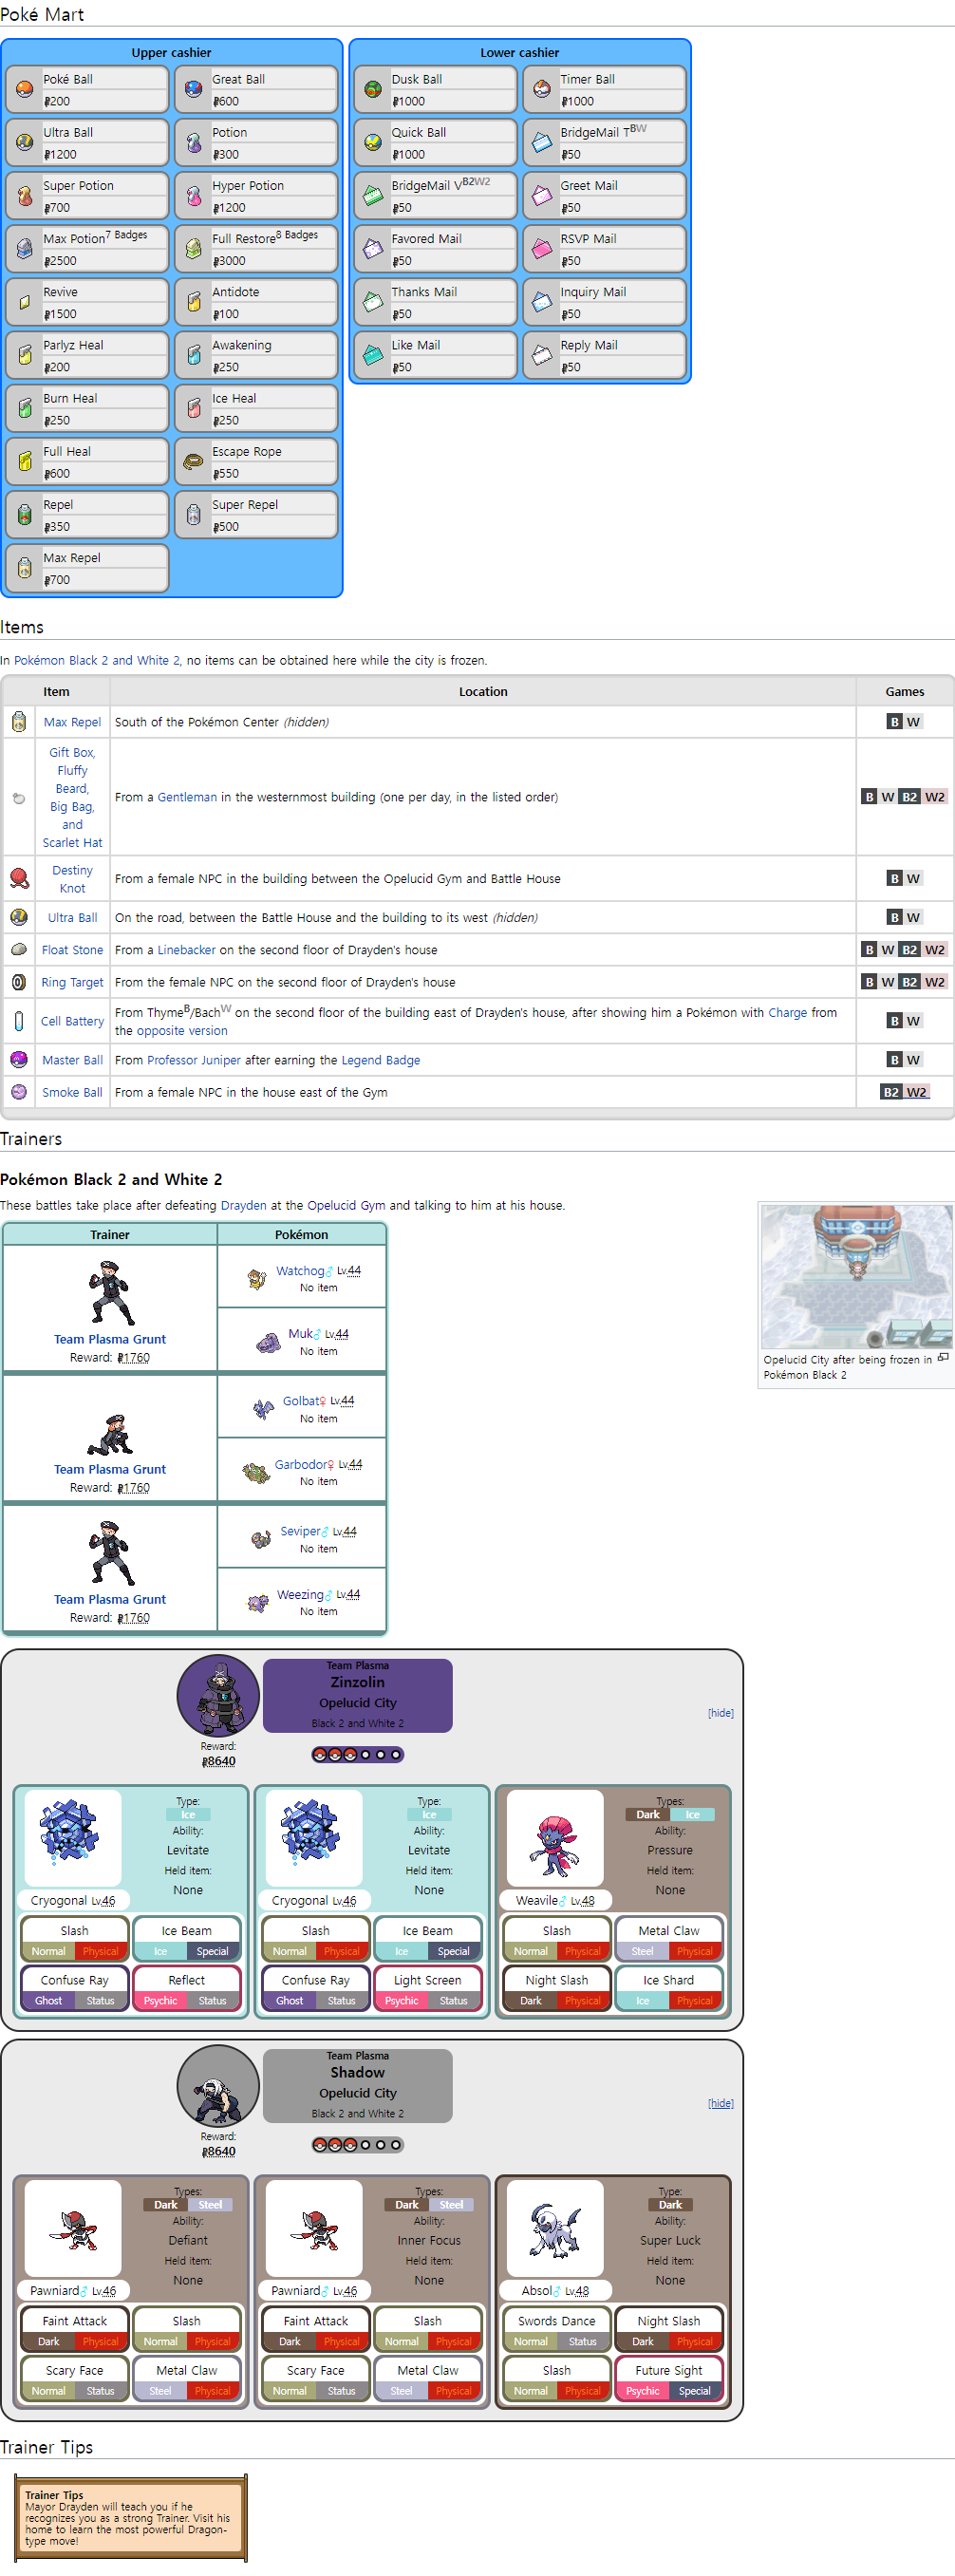 Poké Mart
Upper cashier
Poké Ball
₽200
Great Ball
₽600
Ultra Ball
₽1200
Potion
₽300
Super Potion
₽700
Hyper Potion
₽1200
Max Potion7 Badges
₽2500
Full Restore8 Badges
₽3000
Revive
₽1500
Antidote
₽100
Parlyz Heal
₽200
Awakening
₽250
Burn Heal
₽250
Ice Heal
₽250
Full Heal
₽600
Escape Rope
₽550
Repel
₽350
Super Repel
₽500
Max Repel
₽700
Lower cashier
Dusk Ball
₽1000
Timer Ball
₽1000
Quick Ball
₽1000
BridgeMail TBW
₽50
BridgeMail VB2W2
₽50
Greet Mail
₽50
Favored Mail
₽50
RSVP Mail
₽50
Thanks Mail
₽50
Inquiry Mail
₽50
Like Mail
₽50
Reply Mail
₽50
Items
In Pokémon Black 2 and White 2, no items can be obtained here while the city is frozen.
Item Location Games
Max Repel South of the Pokémon Center (hidden) B W
Gift Box,
Fluffy
Beard,
Big Bag,
and
Scarlet Hat
From a Gentleman in the westernmost building (one per day, in the listed order) B W B2 W2
Destiny
Knot
From a female NPC in the building between the Opelucid Gym and Battle House B W
Ultra Ball On the road, between the Battle House and the building to its west (hidden) B W
Float Stone From a Linebacker on the second floor of Drayden's house B W B2 W2
Ring Target From the female NPC on the second floor of Drayden's house B W B2 W2
Cell Battery
From ThymeB/BachW on the second floor of the building east of Drayden's house, after showing him a Pokémon with Charge from
the opposite version
B W
Master Ball From Professor Juniper after earning the Legend Badge B W
Smoke Ball From a female NPC in the house east of the Gym B2 W2
Trainers
Pokémon Black 2 and White 2
These battles take place after defeating Drayden at the Opelucid Gym and talking to him at his house.
Opelucid City after being frozen in
Pokémon Black 2
Trainer Pokémon
Team Plasma Grunt
Reward: ₽1760
Watchog♂ Lv.44
No item
Muk♂ Lv.44
No item
Team Plasma Grunt
Reward: ₽1760
Golbat♀ Lv.44
No item
Garbodor♀ Lv.44
No item
Team Plasma Grunt
Reward: ₽1760
Seviper♂ Lv.44
No item
Weezing♂ Lv.44
No item
Team Plasma
Zinzolin
Opelucid City
Black 2 and White 2
[hide]
Reward:
₽8640
Type:
Ice
Ability:
Levitate
Held item:
None
Cryogonal Lv.46
Slash
Normal Physical
Ice Beam
Ice Special
Confuse Ray
Ghost Status
Reflect
Psychic Status
Type:
Ice
Ability:
Levitate
Held item:
None
Cryogonal Lv.46
Slash
Normal Physical
Ice Beam
Ice Special
Confuse Ray
Ghost Status
Light Screen
Psychic Status
Types:
Dark Ice
Ability:
Pressure
Held item:
None
Weavile♂ Lv.48
Slash
Normal Physical
Metal Claw
Steel Physical
Night Slash
Dark Physical
Ice Shard
Ice Physical
Team Plasma
Shadow
Opelucid City
Black 2 and White 2
[hide]
Reward:
₽8640
Types:
Dark Steel
Ability:
Defiant
Held item:
None
Pawniard♂ Lv.46
Faint Attack
Dark Physical
Slash
Normal Physical
Scary Face
Normal Status
Metal Claw
Steel Physical
Types:
Dark Steel
Ability:
Inner Focus
Held item:
None
Pawniard♂ Lv.46
Faint Attack
Dark Physical
Slash
Normal Physical
Scary Face
Normal Status
Metal Claw
Steel Physical
Types:
Dark
Ability:
Super Luck
Held item:
None
Absol♂ Lv.48
Swords Dance
Normal Status
Night Slash
Dark Physical
Slash
Normal Physical
Future Sight
Psychic Special
Trainer Tips
Trainer Tips
Mayor Drayden will teach you if he
recognizes you as a strong Trainer. Visit his
home to learn the most powerful Dragon-
type move!